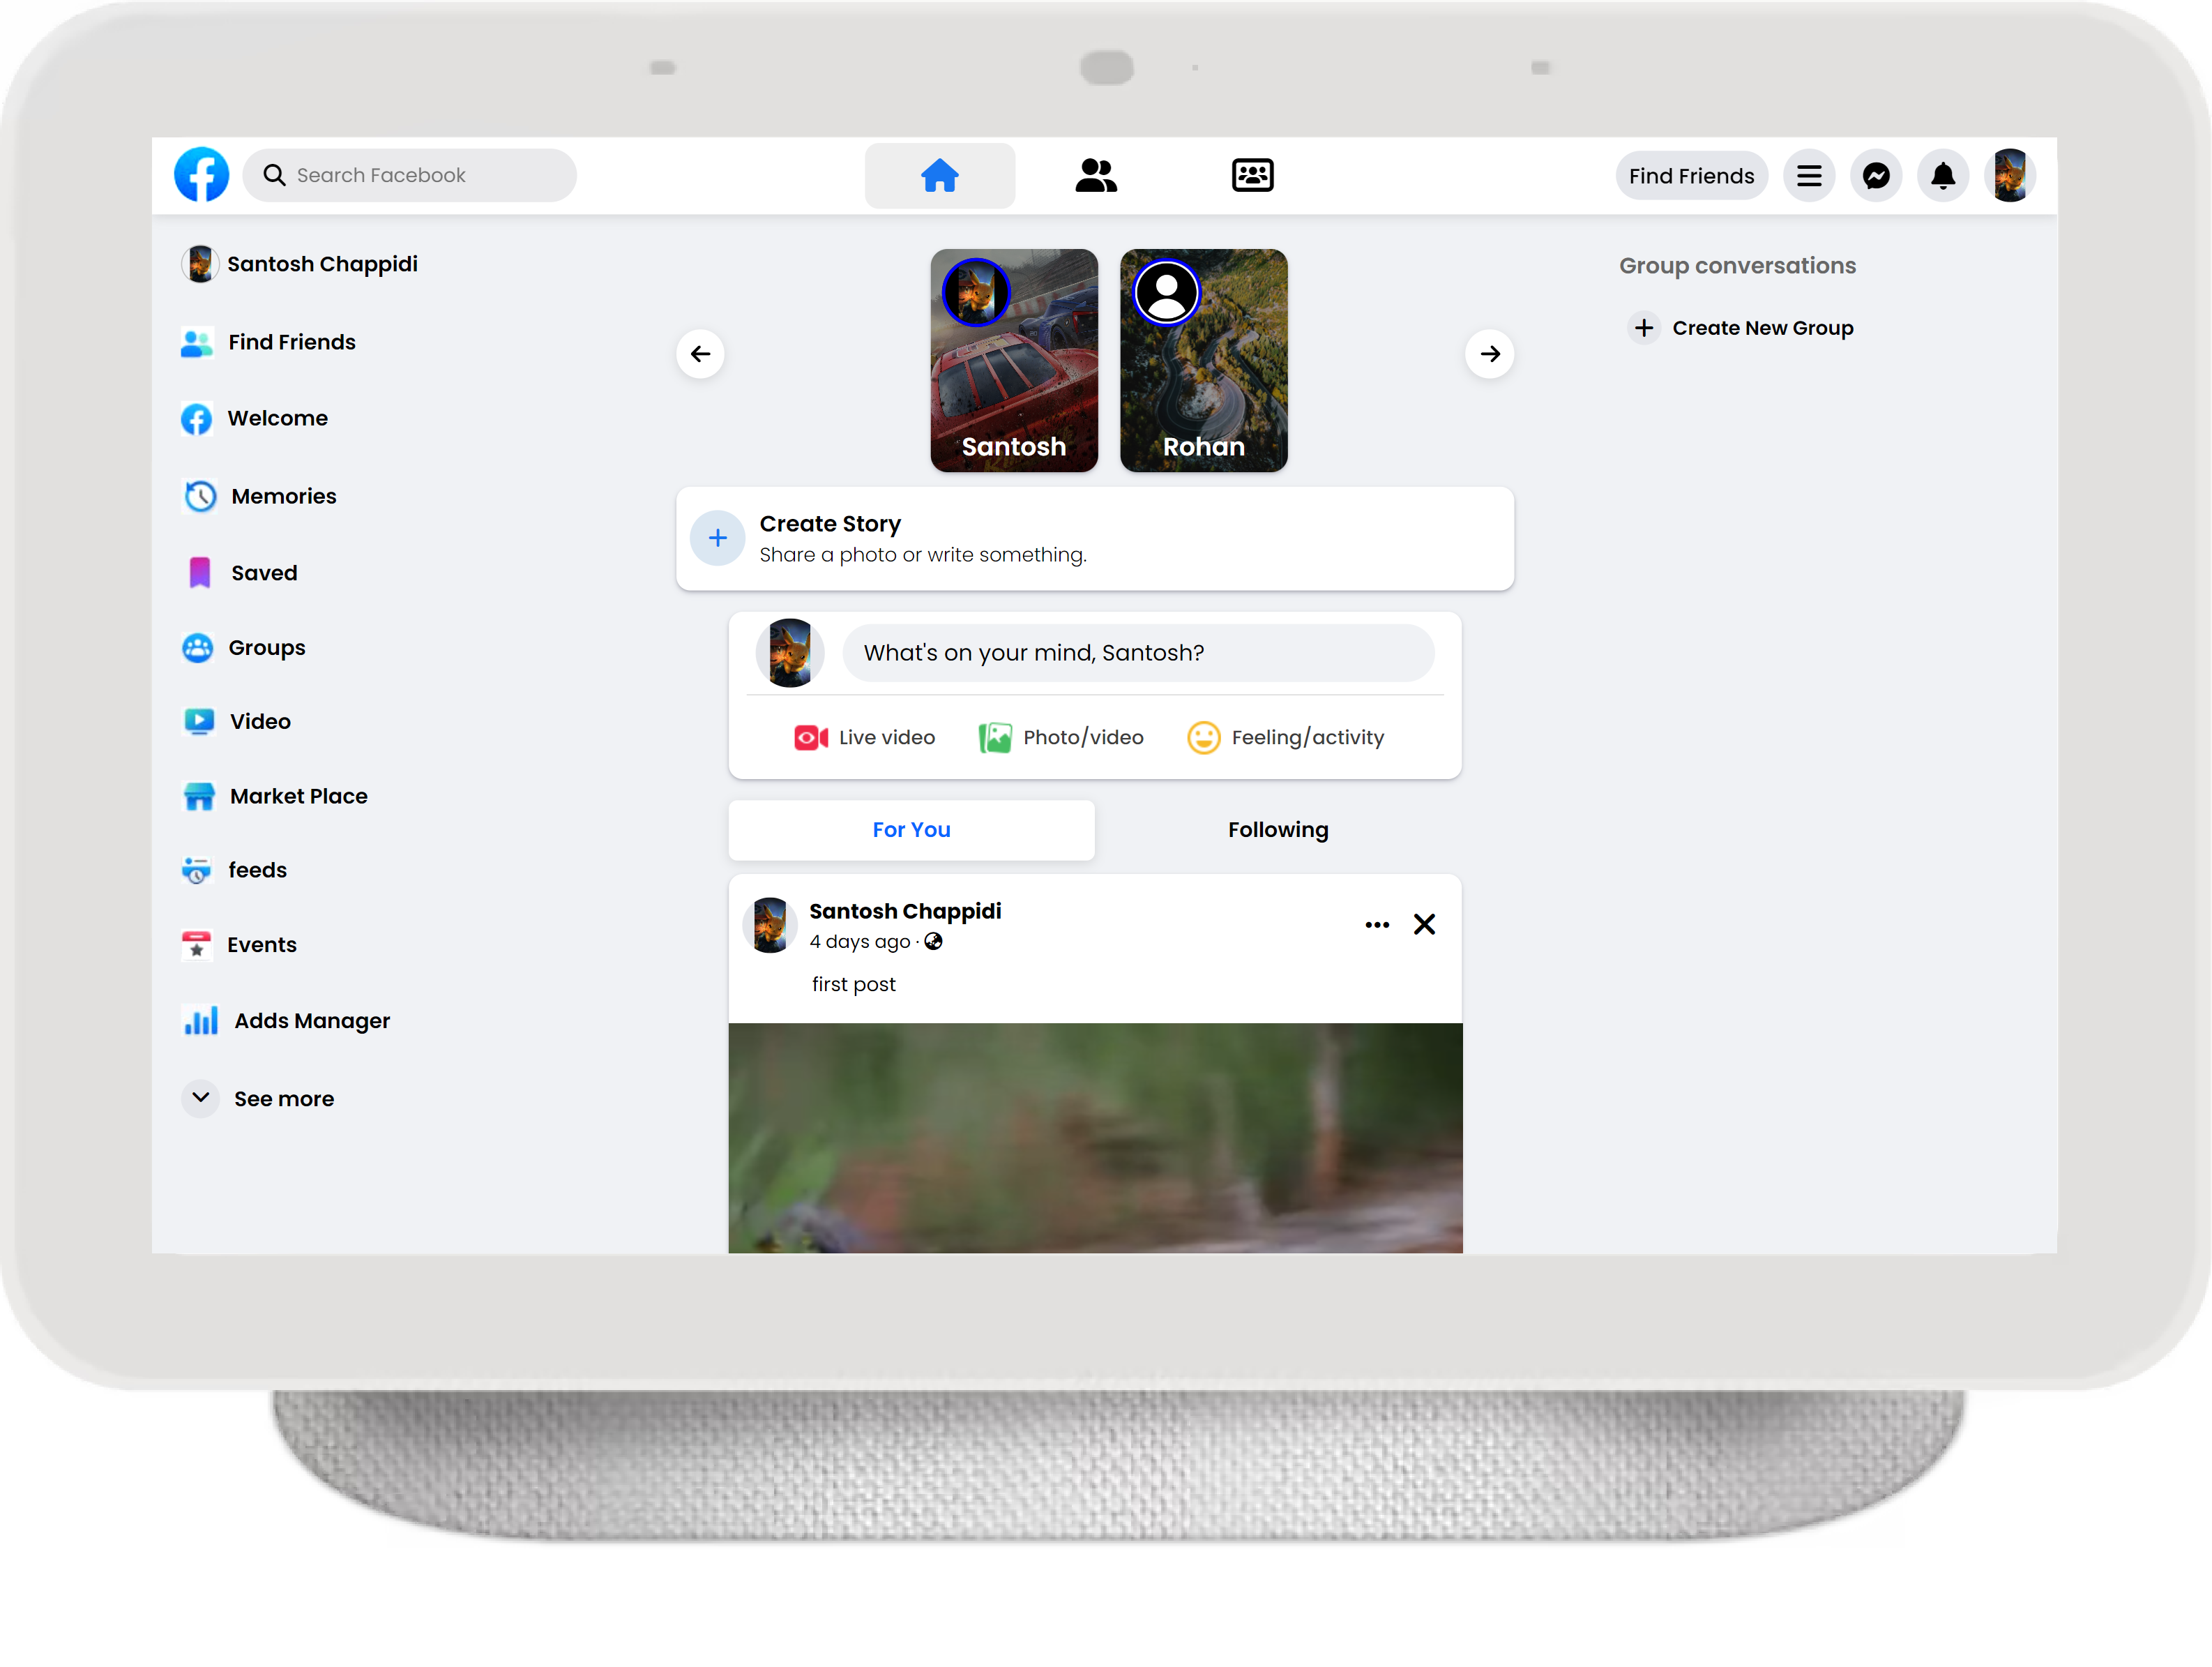 Search Facebook
Find Friends
Santosh Chappidi
Find Friends
Welcome
Memories
Saved
Groups
Video
Market Place
feeds
Events
Adds Manager
See more
Santosh
Rohan
Create Story
Share a photo or write something.
What's on your mind, Santosh?
Live video
Photo/video
Feeling/activity
For You
Following
Santosh Chappidi
4 days ago ·
first post
Group conversations
Create New Group